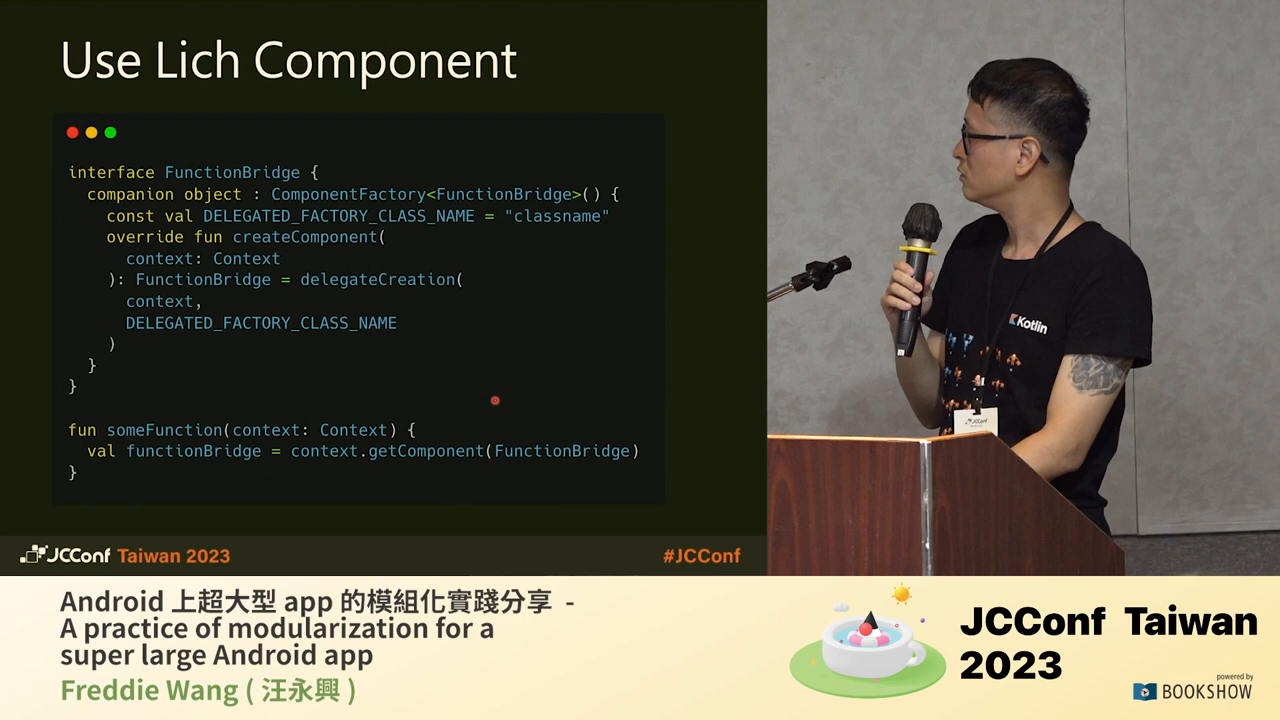 Use Lich Component
interface FunctionBridge {
companion object : ComponentFactory<FunctionBridge>() {
const val DELEGATED_FACTORY_CLASS_NAME = "classname"
override fun createComponent(
context: Context
): FunctionBridge = delegateCreation(
context,
DELEGATED_FACTORY_CLASS_NAME
)
}
}
fun someFunction(context: Context) {
val functionBridge = context.getComponent(FunctionBridge)
}
JCConf Taiwan 2023
#JCConf
Kotlin
JCConf
Android 上超大型 app 的模組化實踐分享 -
A practice of modularization for a
super large Android app
Freddie Wang ( 汪永興 )
JCConf Taiwan
2023
powered by
BOOKSHOW